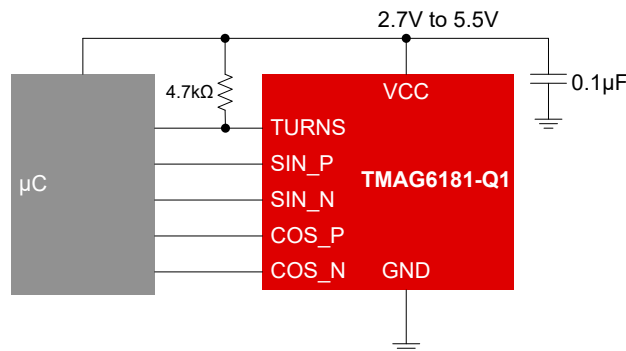 2.7V to 5.5V
4.7kΩ
0.1µF
VCC
TURNS
SIN_P
µC
TMAG6181-Q1
SIN_N
COS_P
COS_N
GND